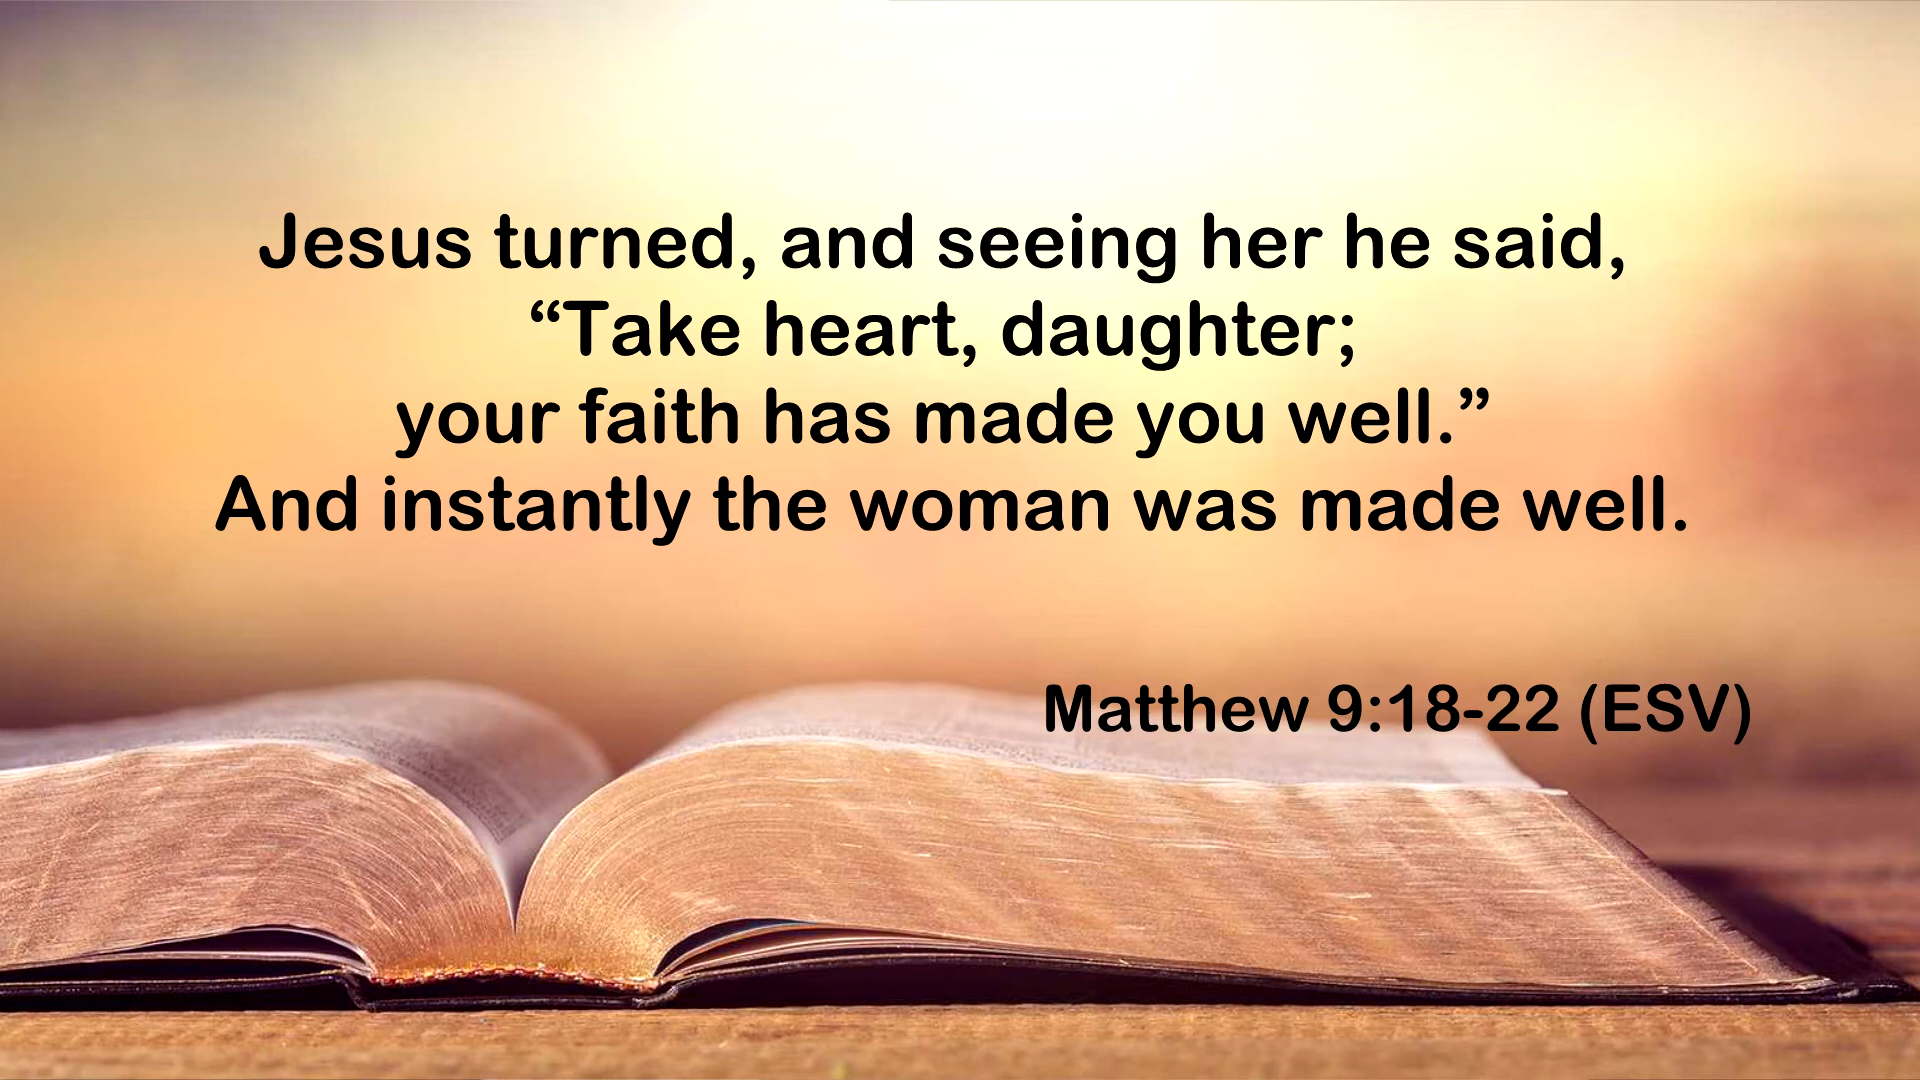 Jesus turned, and seeing her he said,
“Take heart, daughter;
your faith has made you well.”
And instantly the woman was made well.
Matthew 9:18-22 (ESV)